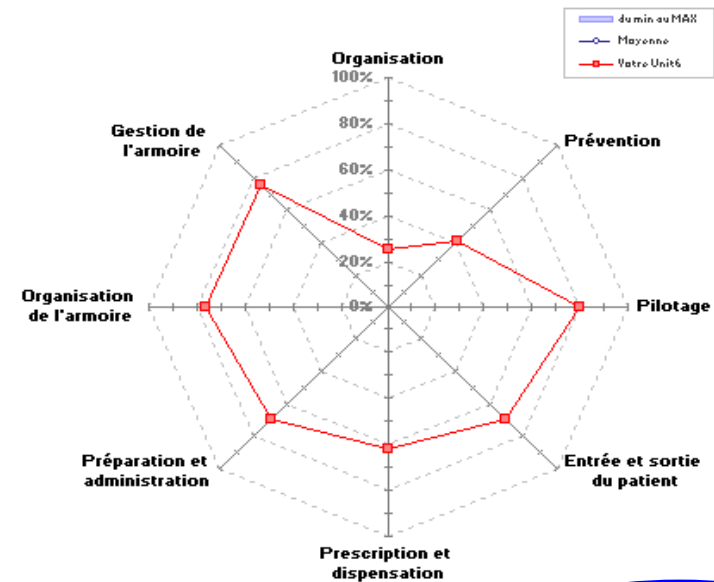 du min au MAX
Moyenne
Votre Unité
Organisation
100%
80%
60%
40%
20%
0%
Prévention
Pilotage
Entrée et sortie
du patient
Prescription et
dispensation
Préparation et
administration
Organisation
de l'armoire
Gestion de
l'armoire